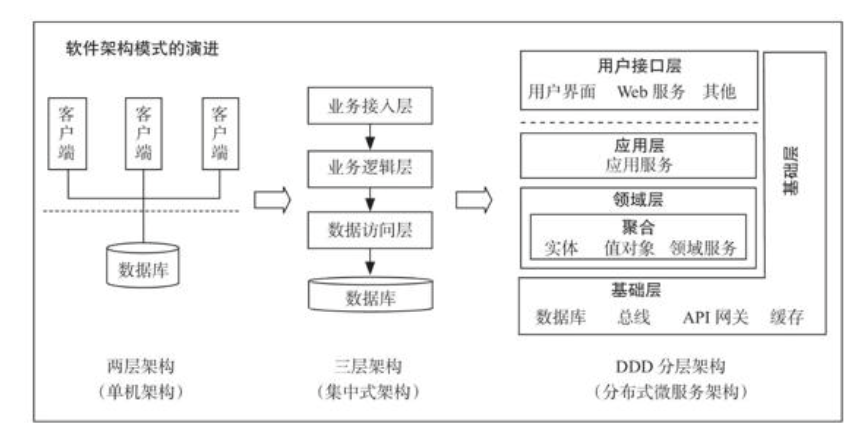 软件架构模式的演进
客户端
客户端
客户端
数据库
两层架构
（单机架构）
业务接入层
业务逻辑层
数据访问层
数据库
三层架构
（集中式架构）
用户接口层
用户界面 Web 服务 其他
应用层
应用服务
领域层
聚合
实体 值对象 领域服务
基础层
基础层
数据库 总线 API 网关 缓存
DDD 分层架构
（分布式微服务架构）